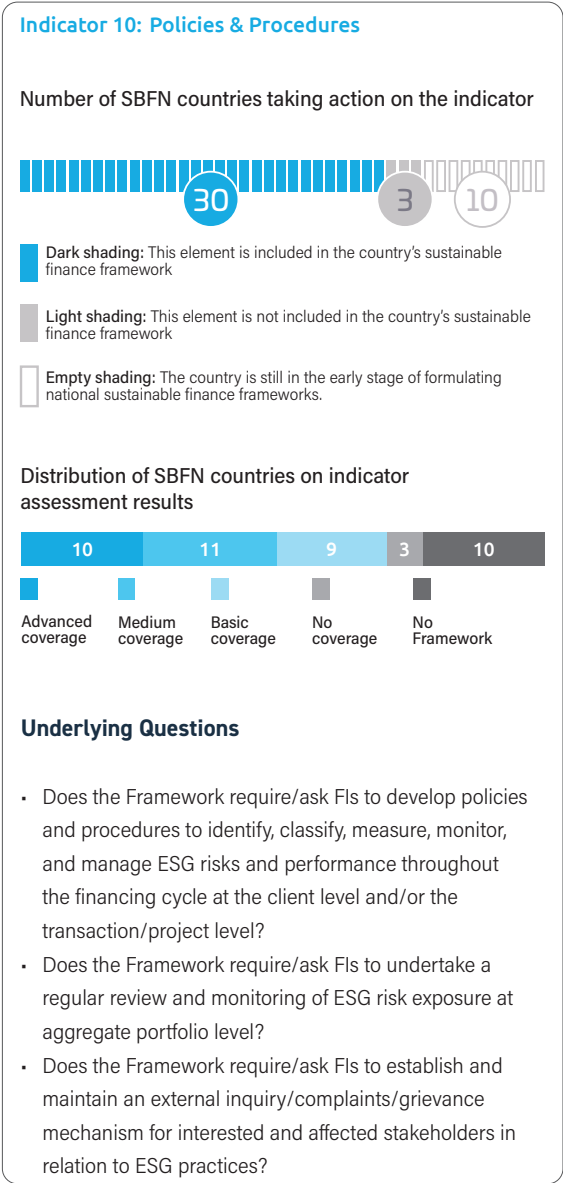 Indicator 10: Policies & Procedures
Number of SBFN countries taking action on the indicator
30
3
10
Dark shading: This element is included in the country's sustainable
finance framework
Light shading: This element is not included in the country's sustainable
finance framework
Empty shading: The country is still in the early stage of formulating
national sustainable finance frameworks.
Distribution of SBFN countries on indicator
assessment results
10 11 9 3 10
Advanced
coverage
Medium
coverage
Basic
coverage
No
coverage
No
Framework
Underlying Questions
• Does the Framework require/ask FIs to develop policies
and procedures to identify, classify, measure, monitor,
and manage ESG risks and performance throughout
the financing cycle at the client level and/or the
transaction/project level?
• Does the Framework require/ask FIs to undertake a
regular review and monitoring of ESG risk exposure at
aggregate portfolio level?
• Does the Framework require/ask FIs to establish and
maintain an external inquiry/complaints/grievance
mechanism for interested and affected stakeholders in
relation to ESG practices?